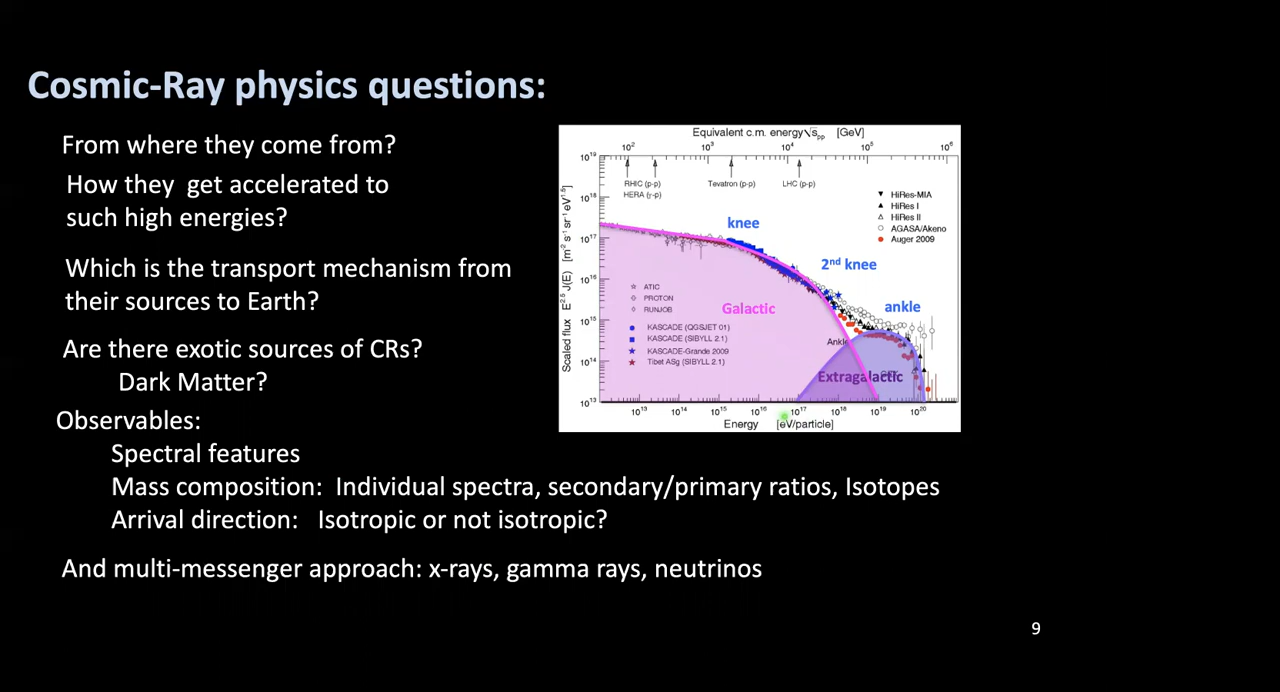 Cosmic-Ray physics questions:
From where they come from?
How they get accelerated to
such high energies?
Which is the transport mechanism from
their sources to Earth?
Are there exotic sources of CRs?
Dark Matter?
Observables:
Spectral features
Mass composition: Individual spectra, secondary/primary ratios, Isotopes
Arrival direction: Isotropic or not isotropic?
And multi-messenger approach: x-rays, gamma rays, neutrinos
Equivalent c.m. energy √s_pp [GeV]
10² 10³ 10⁴ 10⁵ 10⁶
RHIC (p-p)
HERA (γ-p)
Tevatron (p-p)
LHC (p-p)
HiRes-MIA
HiRes I
HiRes II
AGASA/Akeno
Auger 2009
knee
2nd knee
ankle
ATIC
PROTON
RUNJOB
KASCADE (QGSJET 01)
KASCADE (SIBYLL 2.1)
KASCADE-Grande 2009
Tibet ASg (SIBYLL 2.1)
Galactic
Ankle
Extragalactic
Scaled flux E^2.5 J(E) [m⁻² s⁻¹ sr⁻¹ eV^1.5]
10¹⁹
10¹⁸
10¹⁷
10¹⁶
10¹⁵
10¹⁴
10¹³
10¹³ 10¹⁴ 10¹⁵ 10¹⁶ 10¹⁷ 10¹⁸ 10¹⁹ 10²⁰
Energy [eV/particle]
9